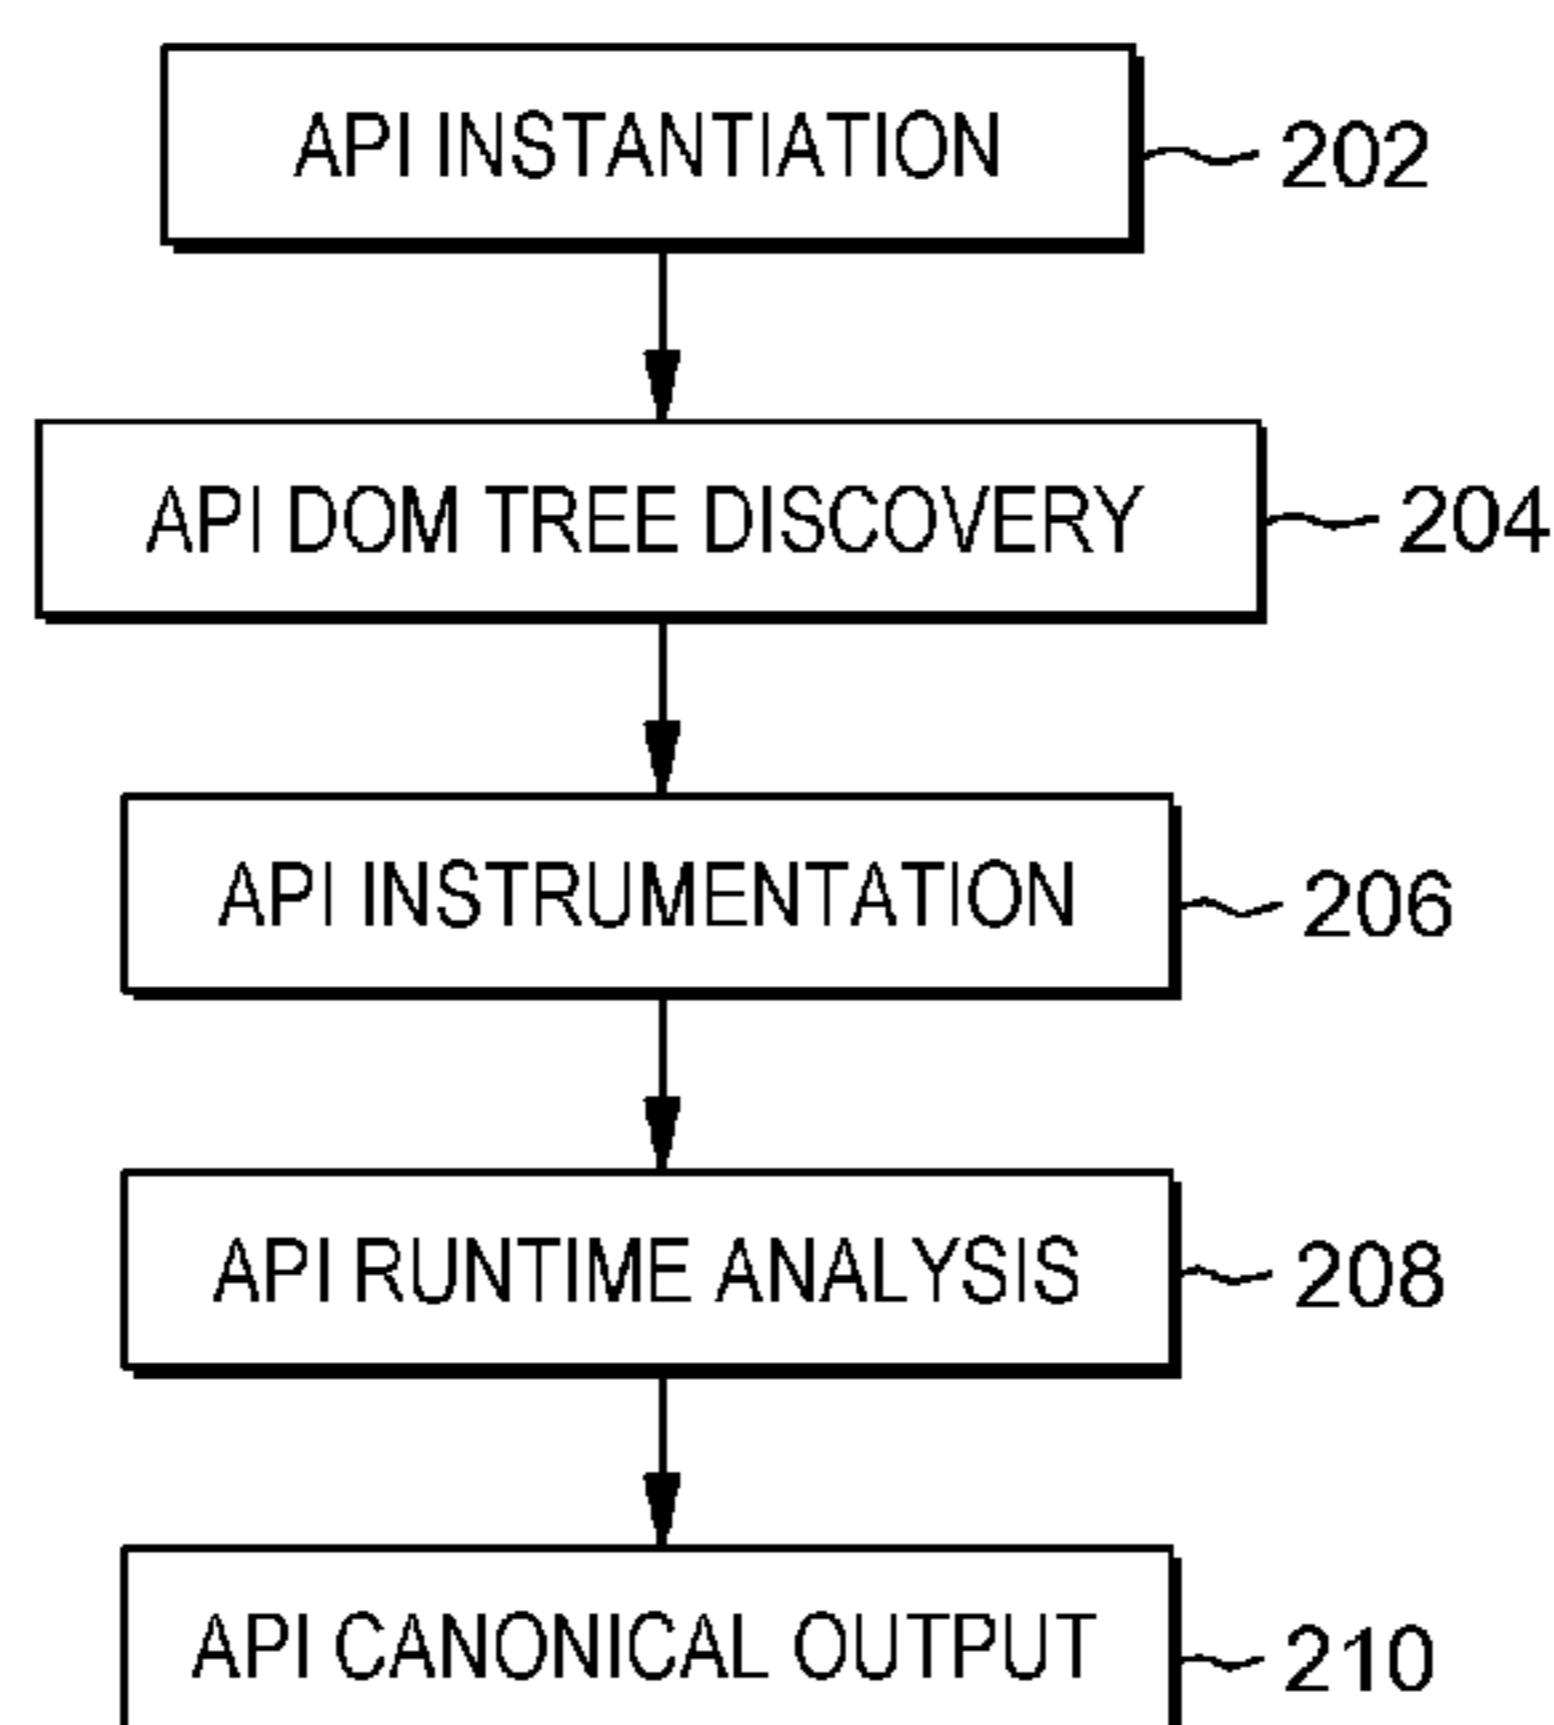 API INSTANTIATION
202
API DOM TREE DISCOVERY
204
API INSTRUMENTATION
206
API RUNTIME ANALYSIS
208
API CANONICAL OUTPUT
210